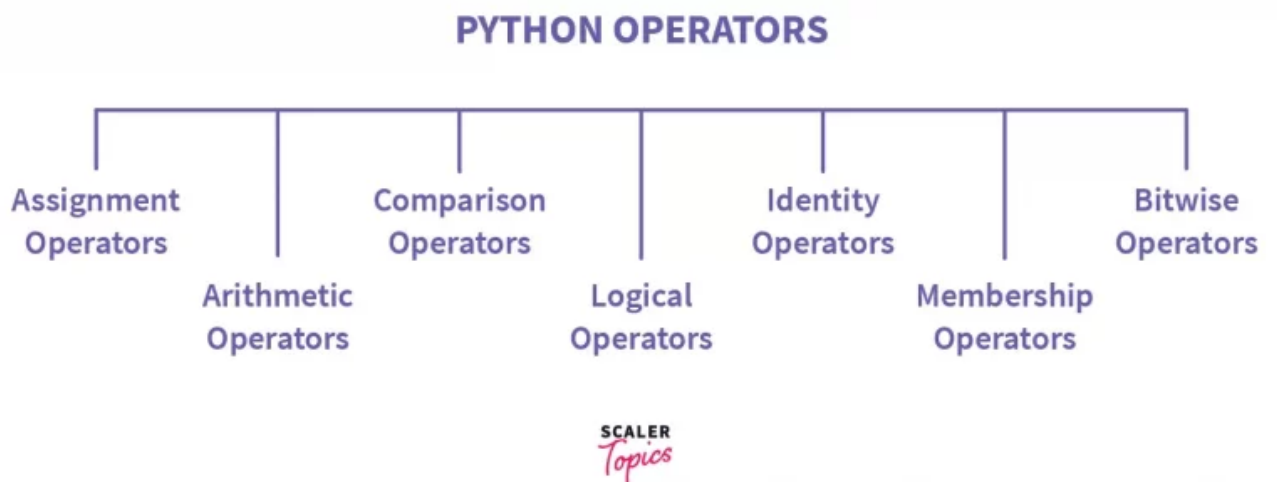 PYTHON OPERATORS
Assignment
Operators
Arithmetic
Operators
Comparison
Operators
Logical
Operators
Identity
Operators
Membership
Operators
Bitwise
Operators
SCALER
Topics